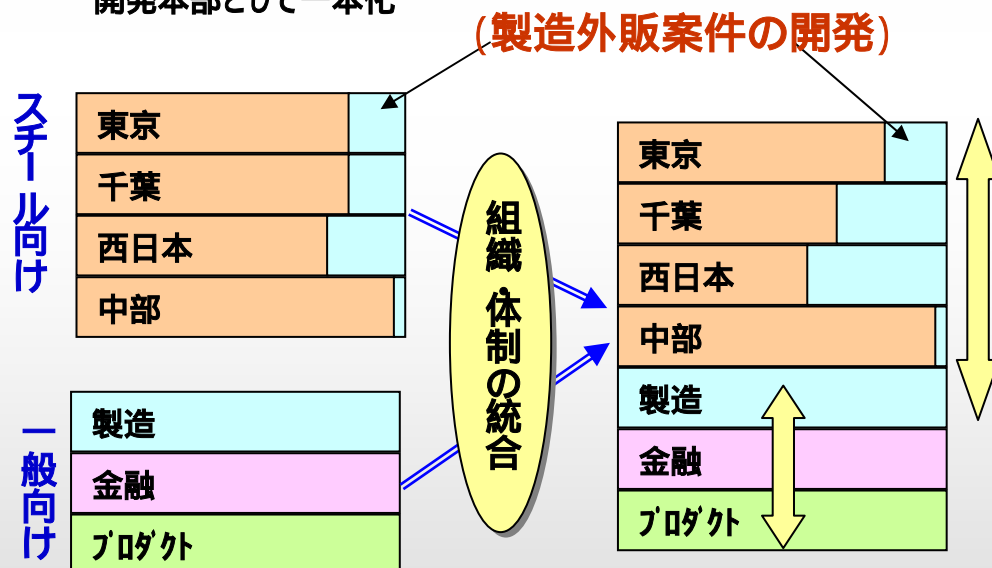 開発本部として一本化
(製造外販案件の開発)
スチール向け
東京
千葉
西日本
中部
一般向け
製造
金融
プロダクト
組織・体制の統合
東京
千葉
西日本
中部
製造
金融
プロダクト